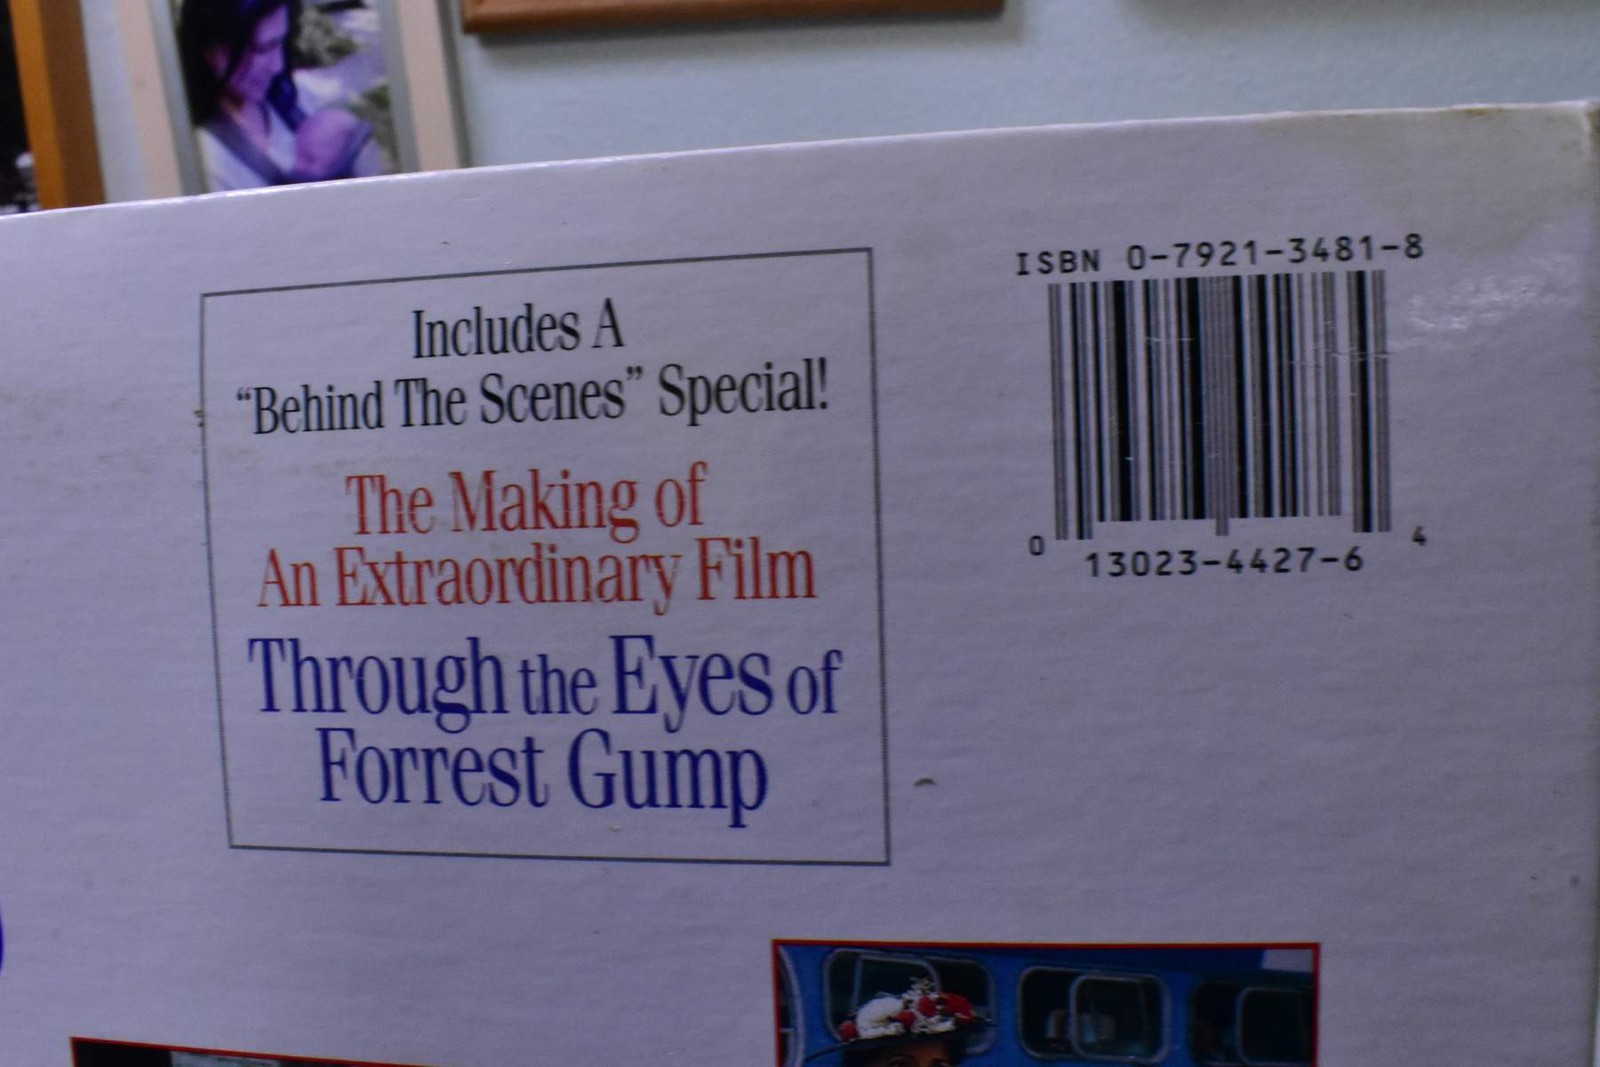 Includes A
“Behind The Scenes” Special!
The Making of
An Extraordinary Film
Through the Eyes of
Forrest Gump
ISBN 0-7921-3481-8
0 13023-4427-6 4